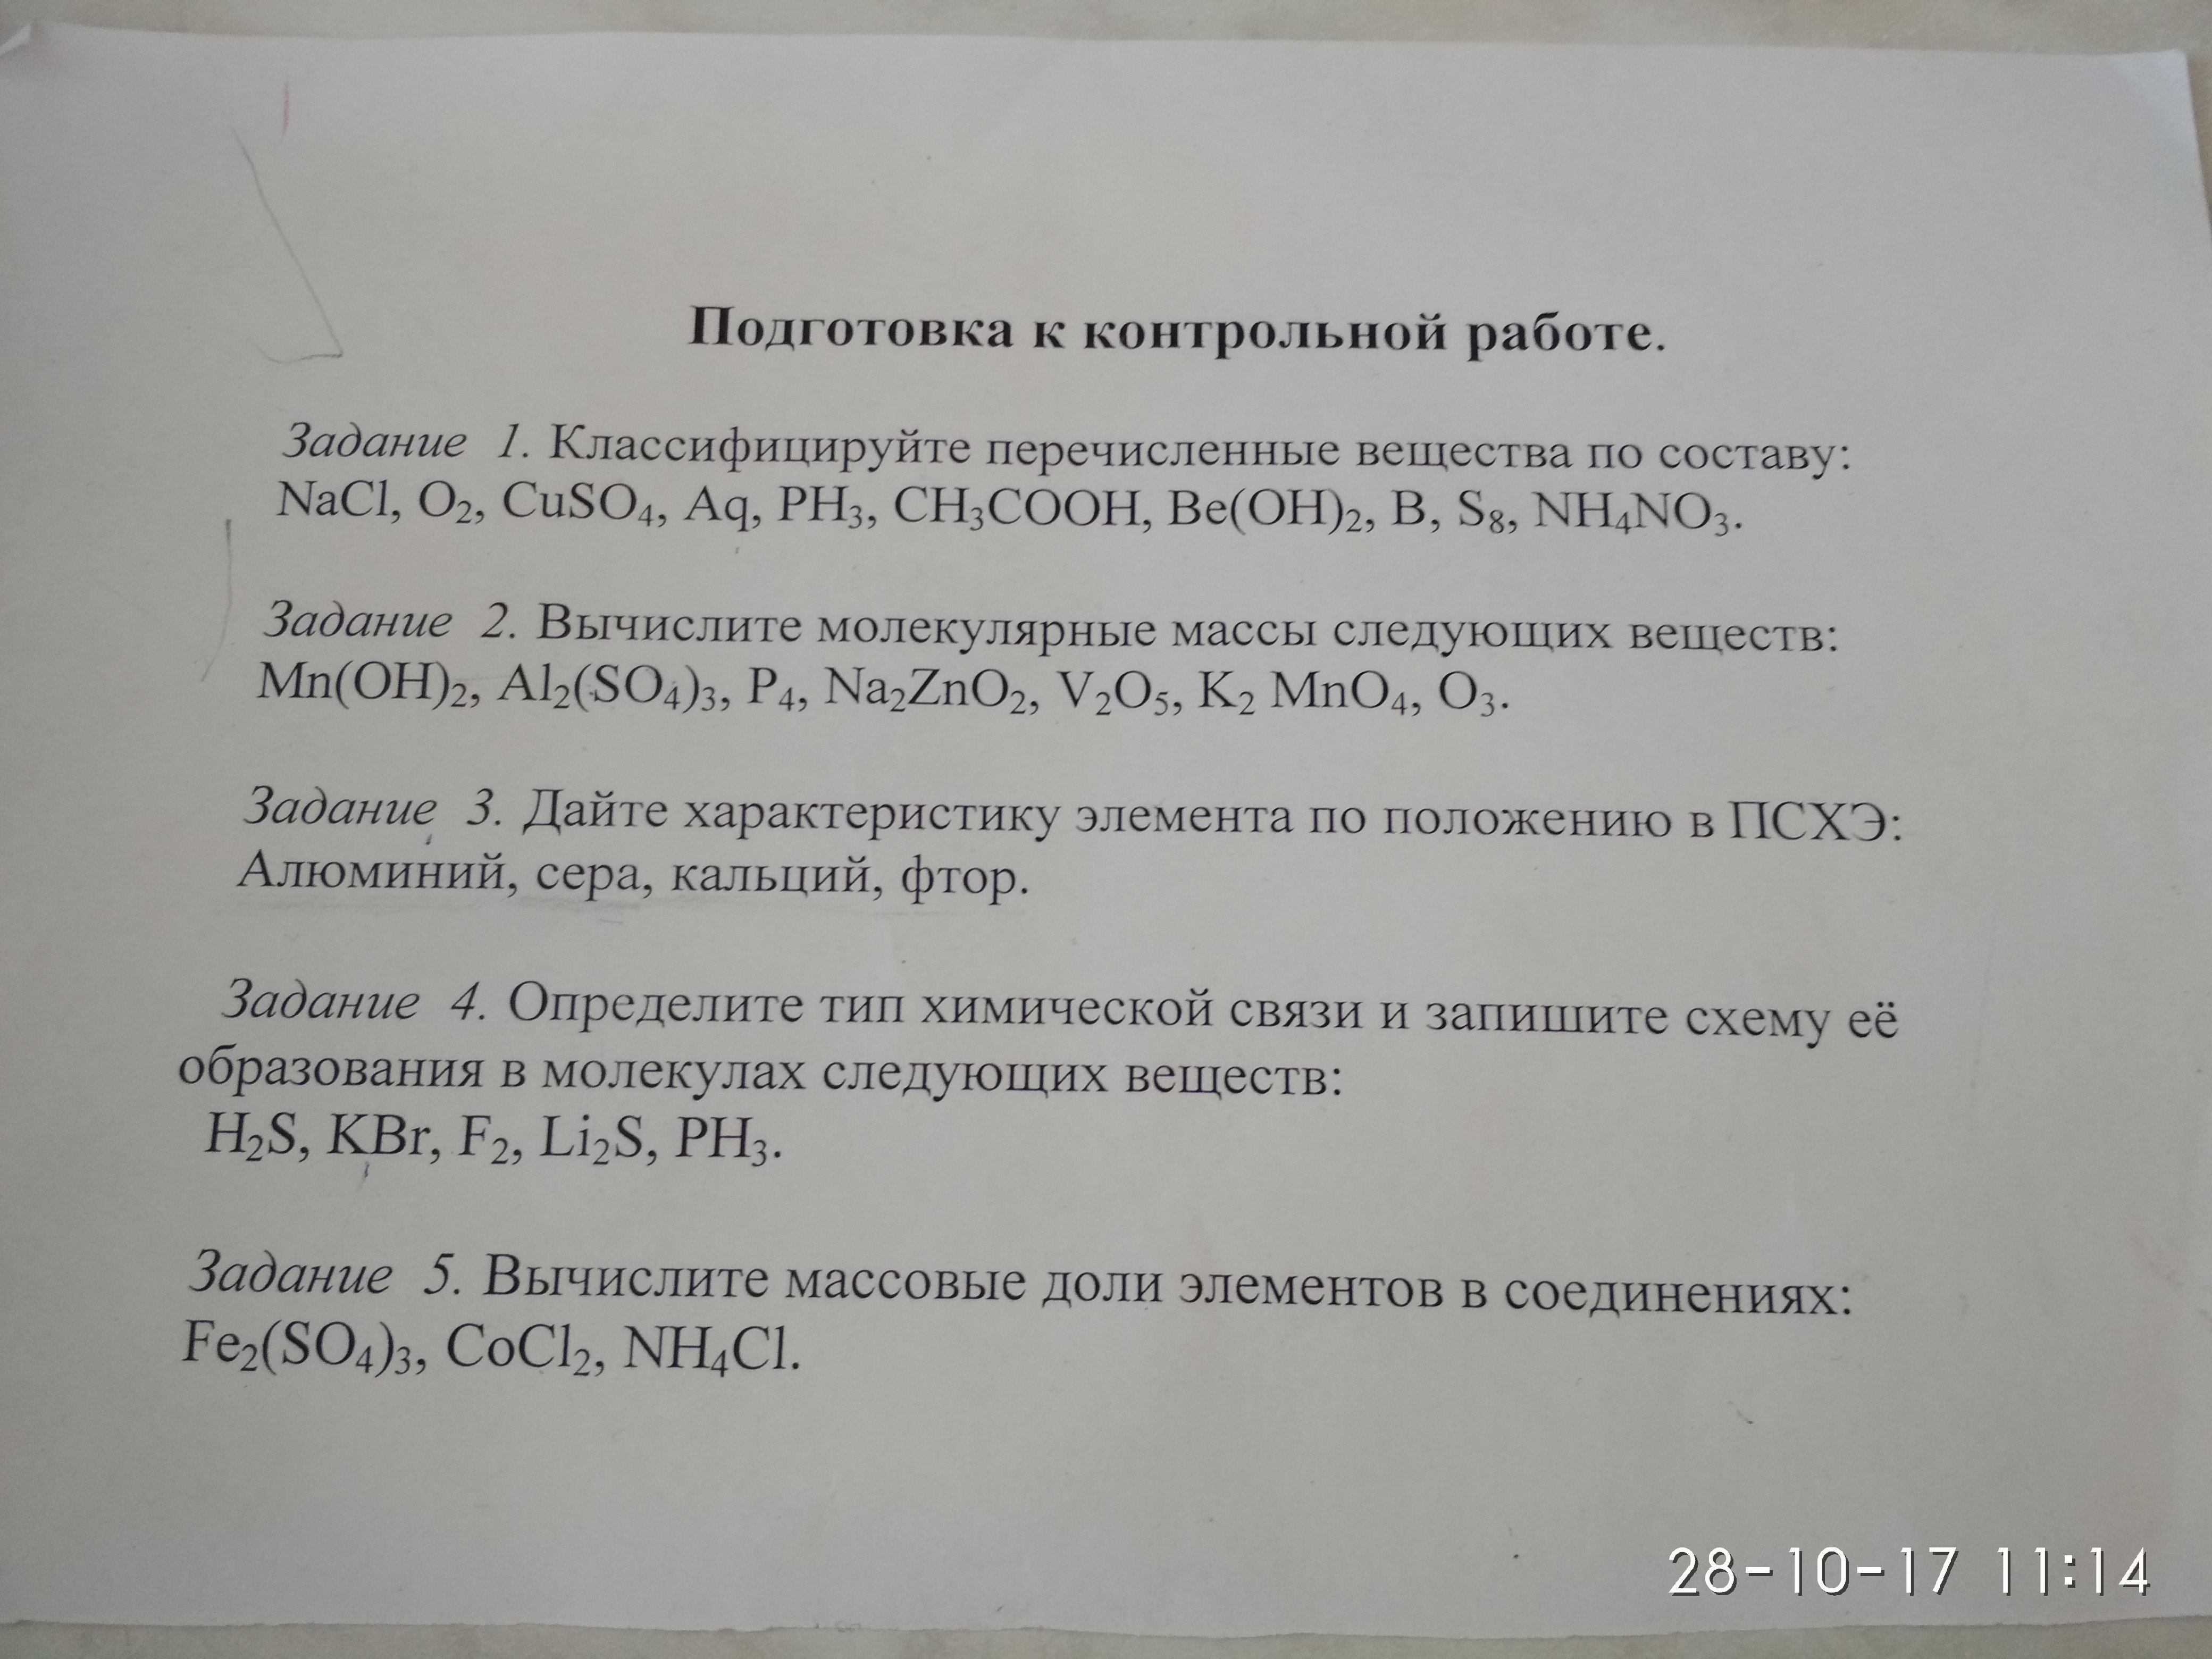 Подготовка к контрольной работе.
Задание 1. Классифицируйте перечисленные вещества по составу:
NaCl, O₂, CuSO₄, Aq, PH₃, CH₃COOH, Be(OH)₂, B, S₈, NH₄NO₃.
Задание 2. Вычислите молекулярные массы следующих веществ:
Mn(OH)₂, Al₂(SO₄)₃, P₄, Na₂ZnO₂, V₂O₅, K₂ MnO₄, O₃.
Задание 3. Дайте характеристику элемента по положению в ПСХЭ:
Алюминий, сера, кальций, фтор.
Задание 4. Определите тип химической связи и запишите схему её
образования в молекулах следующих веществ:
H₂S, KBr, F₂, Li₂S, PH₃.
Задание 5. Вычислите массовые доли элементов в соединениях:
Fe₂(SO₄)₃, CoCl₂, NH₄Cl.
28-10-17 11:14